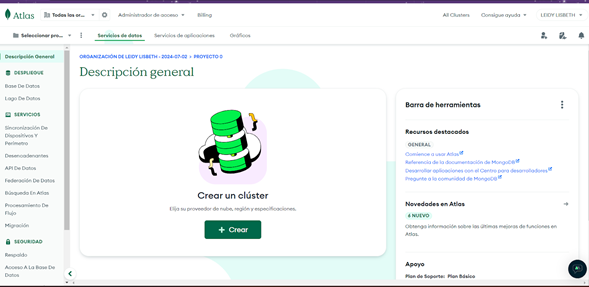 Atlas
Todas las or...
Administrador de acceso
Billing
All Clusters
Consigue ayuda
LEIDY LISBETH
Seleccionar pro...
Servicios de datos
Servicios de aplicaciones
Gráficos
Descripción General
DESPLIEGUE
Base De Datos
Lago De Datos
SERVICIOS
Sincronización De
Dispositivos Y
Perímetro
Desencadenantes
API De Datos
Federación De Datos
Búsqueda En Atlas
Procesamiento De
Flujo
Migración
SEGURIDAD
Respaldo
Acceso A La Base De
Datos
ORGANIZACIÓN DE LEIDY LISBETH - 2024-07-02 > PROYECTO 0
Descripción general
Crear un clúster
Elija su proveedor de nube, región y especificaciones.
+ Crear
Barra de herramientas
Recursos destacados
GENERAL
Comience a usar Atlas
Referencia de la documentación de MongoDB
Desarrollar aplicaciones con el Centro para desarrolladores
Pregunte a la comunidad de MongoDB
Novedades en Atlas
6 NUEVO
Obtenga información sobre las últimas mejoras de funciones en
Atlas.
Apoyo
Plan de Soporte: Plan Básico